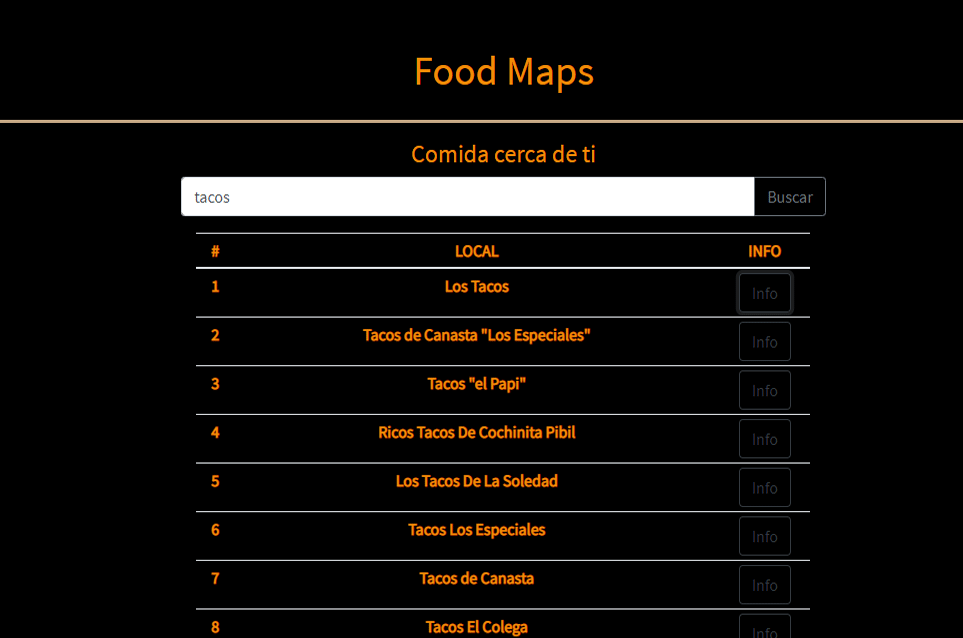 Food Maps
Comida cerca de ti
tacos Buscar
# LOCAL INFO
1 Los Tacos Info
2 Tacos de Canasta "Los Especiales" Info
3 Tacos "el Papi" Info
4 Ricos Tacos De Cochinita Pibil Info
5 Los Tacos De La Soledad Info
6 Tacos Los Especiales Info
7 Tacos de Canasta Info
8 Tacos El Colega Info